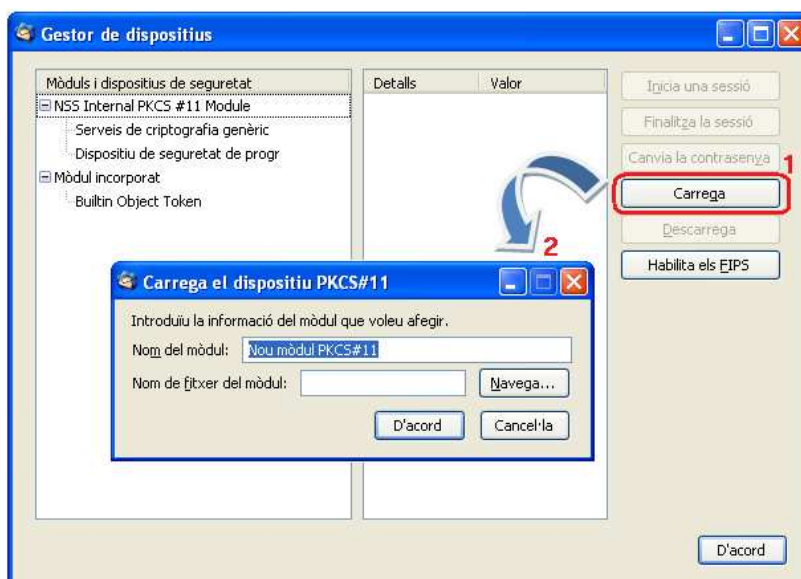 Gestor de dispositius
Mòduls i dispositius de seguretat
Detalls Valor
NSS Internal PKCS #11 Module
Serveis de criptografia genèric
Dispositiu de seguretat de progr
Mòdul incorporat
Builtin Object Token
Inicia una sessió
Finalitza la sessió
Canvia la contrasenya
1
Carrega
Descarrega
Habilita els FIPS
2
Carrega el dispositiu PKCS#11
Introduïu la informació del mòdul que voleu afegir.
Nom del mòdul: Nou mòdul PKCS#11
Nom de fitxer del mòdul: Navega...
D'acord Cancel·la
D'acord